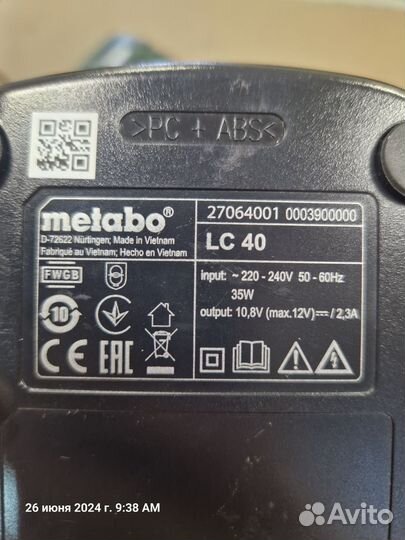 >PC + ABS<
metabo®
D-72622 Nürtingen; Made in Vietnam
Fabriqué au Vietnam; Hecho en Vietnam
FWGB
10
CE EAC
27064001 0003900000
LC 40
input: ~ 220 - 240V 50 - 60Hz
35W
output: 10,8V (max.12V)⎓/ 2,3A
26 июня 2024 г. 9:38 AM
Avito